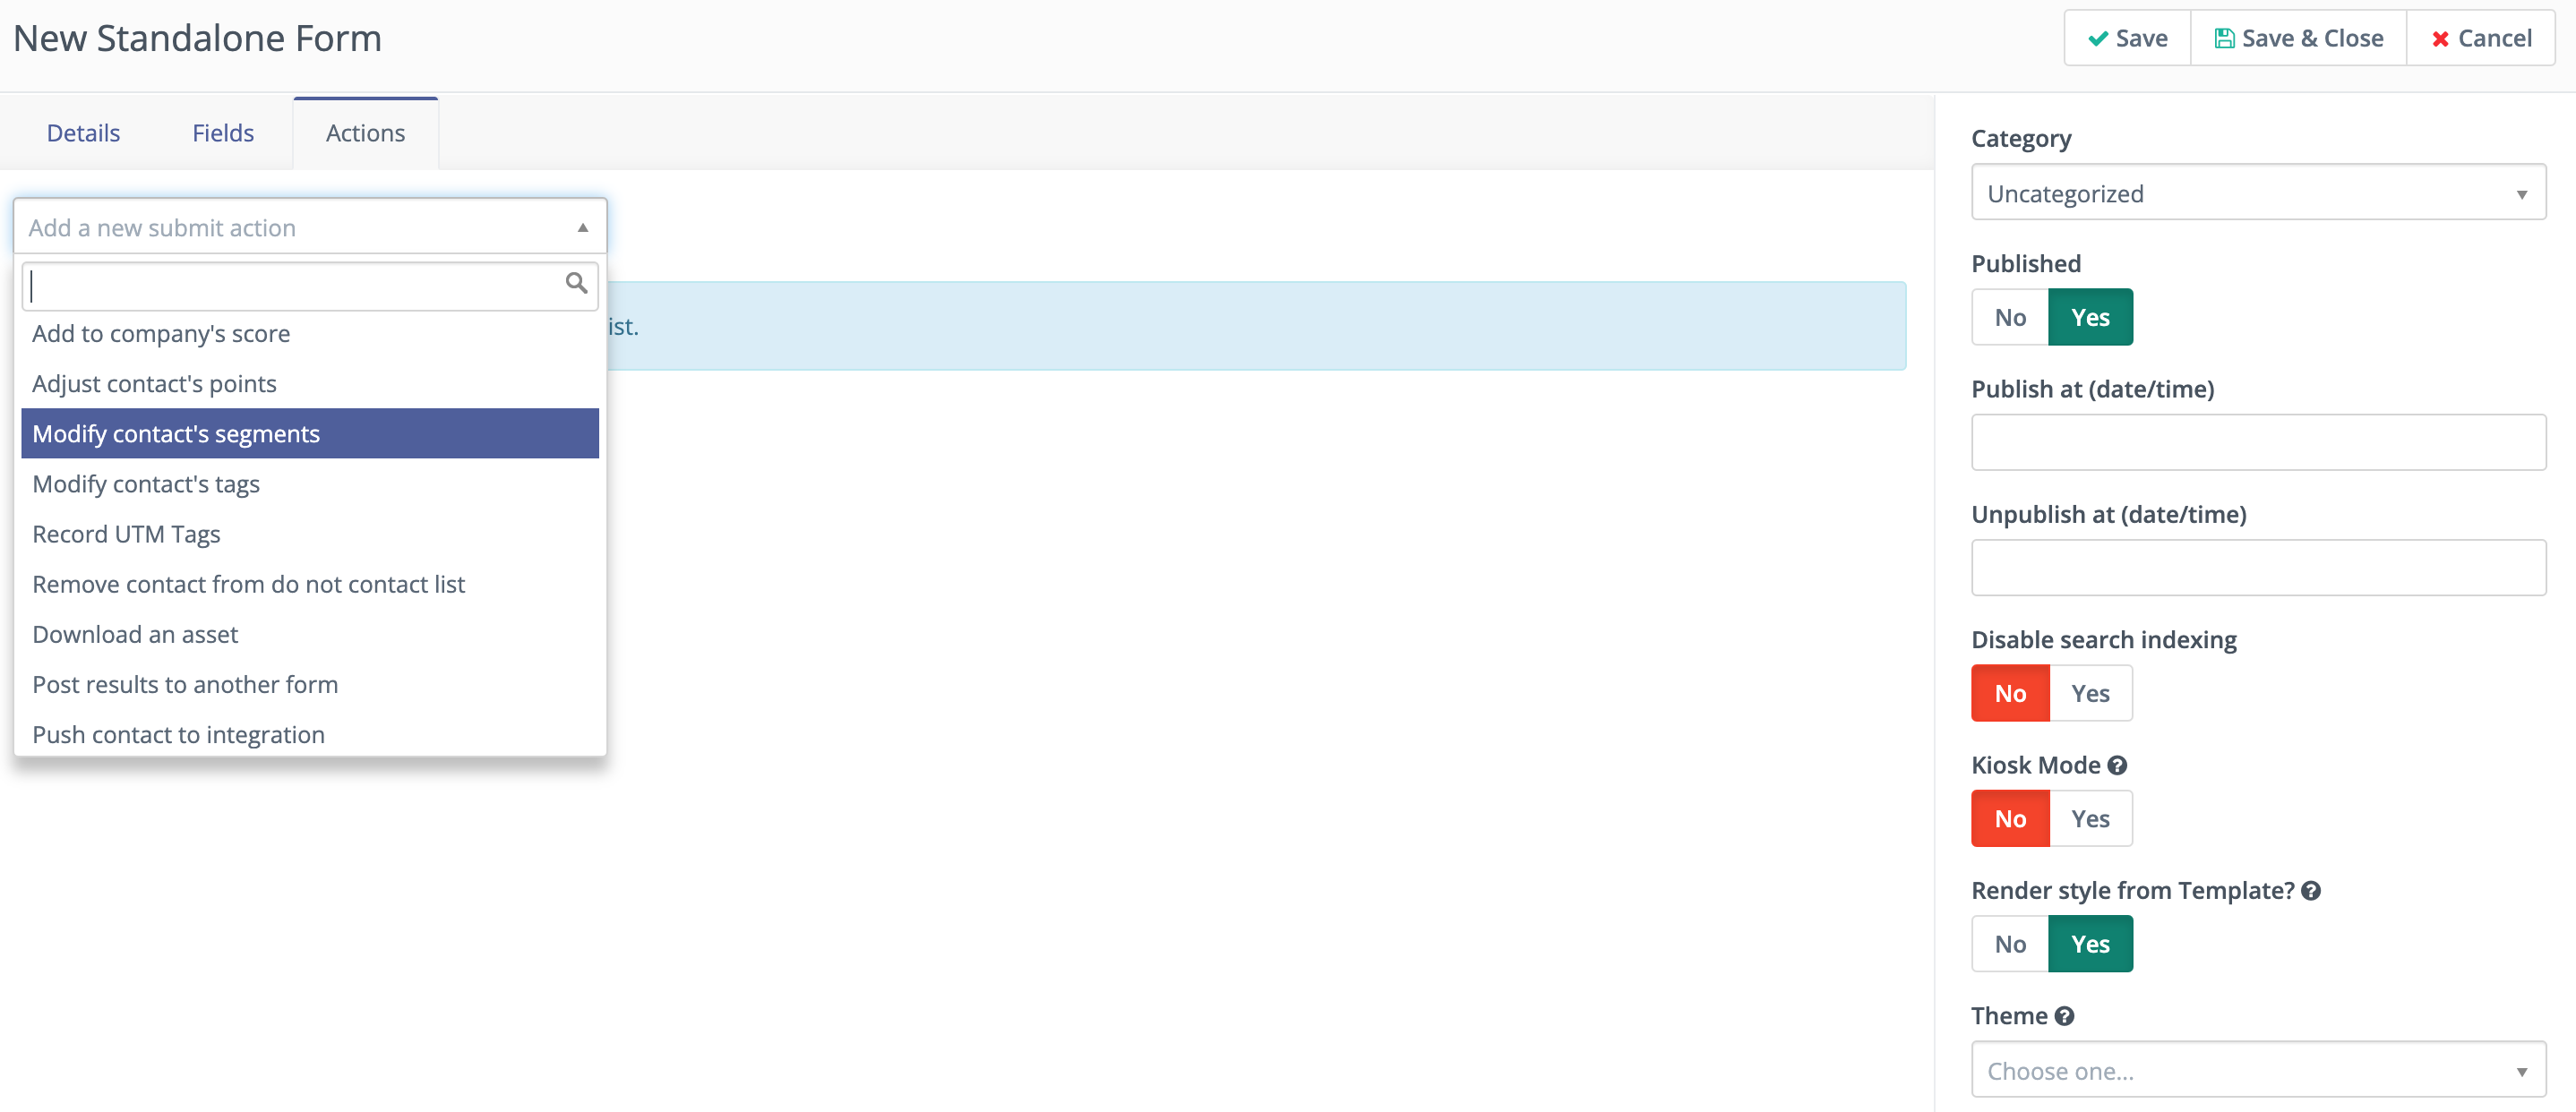 New Standalone Form
Save
Save & Close
Cancel
Details
Fields
Actions
Add a new submit action
ist.
Add to company's score
Adjust contact's points
Modify contact's segments
Modify contact's tags
Record UTM Tags
Remove contact from do not contact list
Download an asset
Post results to another form
Push contact to integration
Category
Uncategorized
Published
No Yes
Publish at (date/time)
Unpublish at (date/time)
Disable search indexing
No Yes
Kiosk Mode
No Yes
Render style from Template?
No Yes
Theme
Choose one...